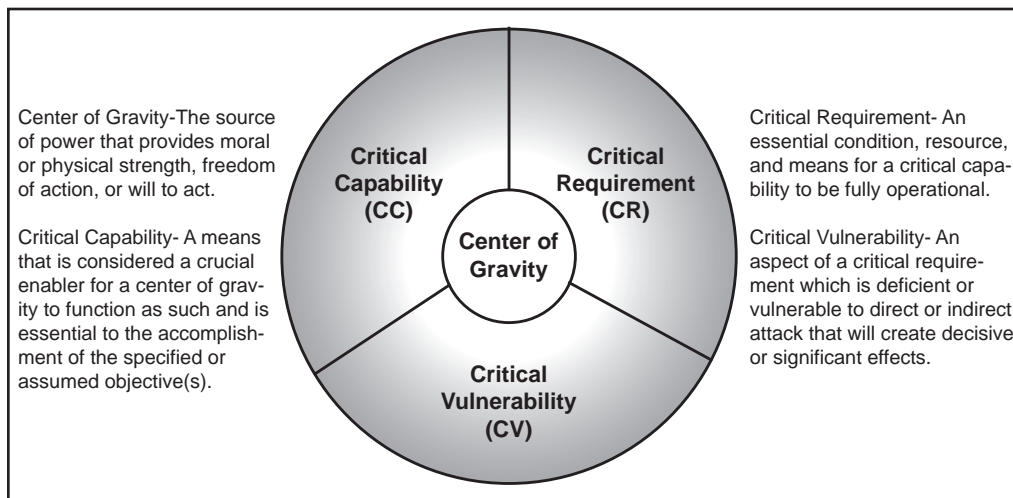 Center of Gravity-The source
of power that provides moral
or physical strength, freedom
of action, or will to act.
Critical Capability- A means
that is considered a crucial
enabler for a center of grav-
ity to function as such and is
essential to the accomplish-
ment of the specified or
assumed objective(s).
Critical
Capability
(CC)
Critical
Requirement
(CR)
Center of
Gravity
Critical
Vulnerability
(CV)
Critical Requirement- An
essential condition, resource,
and means for a critical capa-
bility to be fully operational.
Critical Vulnerability- An
aspect of a critical require-
ment which is deficient or
vulnerable to direct or indirect
attack that will create decisive
or significant effects.